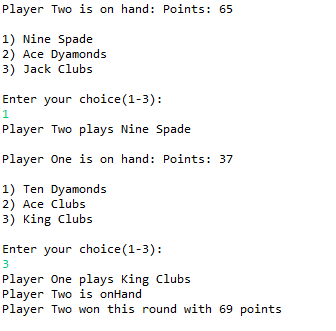 Player Two is on hand: Points: 65
1) Nine Spade
2) Ace Dyamonds
3) Jack Clubs
Enter your choice(1-3):
1
Player Two plays Nine Spade
Player One is on hand: Points: 37
1) Ten Dyamonds
2) Ace Clubs
3) King Clubs
Enter your choice(1-3):
3
Player One plays King Clubs
Player Two is onHand
Player Two won this round with 69 points